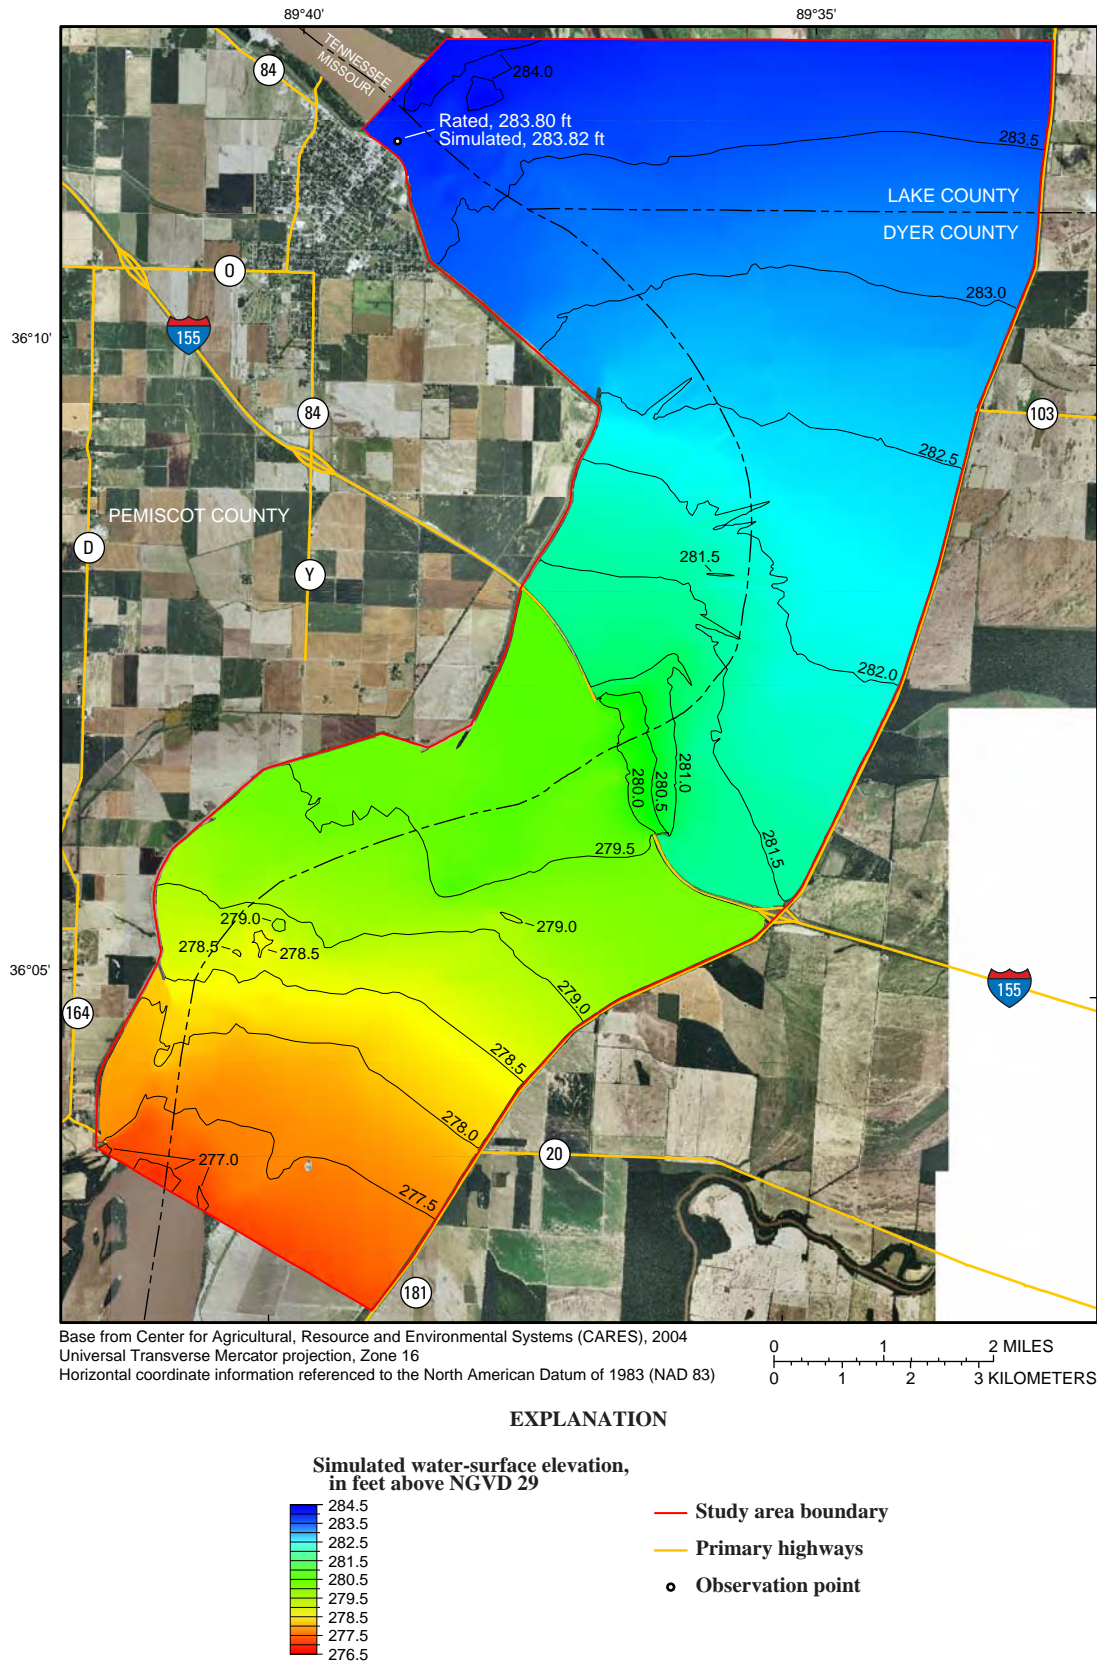 89°40'
89°35'
TENNESSEE
MISSOURI
84
284.0
Rated, 283.80 ft
Simulated, 283.82 ft
283.5
LAKE COUNTY
DYER COUNTY
O
283.0
155
36°10'
84
103
282.5
PEMISCOT COUNTY
D
281.5
Y
282.0
280.0
280.5
281.0
279.5
281.5
279.0
279.0
278.5
278.5
36°05'
279.0
155
164
278.5
278.0
277.0
20
277.5
181
Base from Center for Agricultural, Resource and Environmental Systems (CARES), 2004
Universal Transverse Mercator projection, Zone 16
Horizontal coordinate information referenced to the North American Datum of 1983 (NAD 83)
0 1 2 MILES
0 1 2 3 KILOMETERS
EXPLANATION
Simulated water-surface elevation,
in feet above NGVD 29
284.5
283.5
282.5
281.5
280.5
279.5
278.5
277.5
276.5
Study area boundary
Primary highways
Observation point